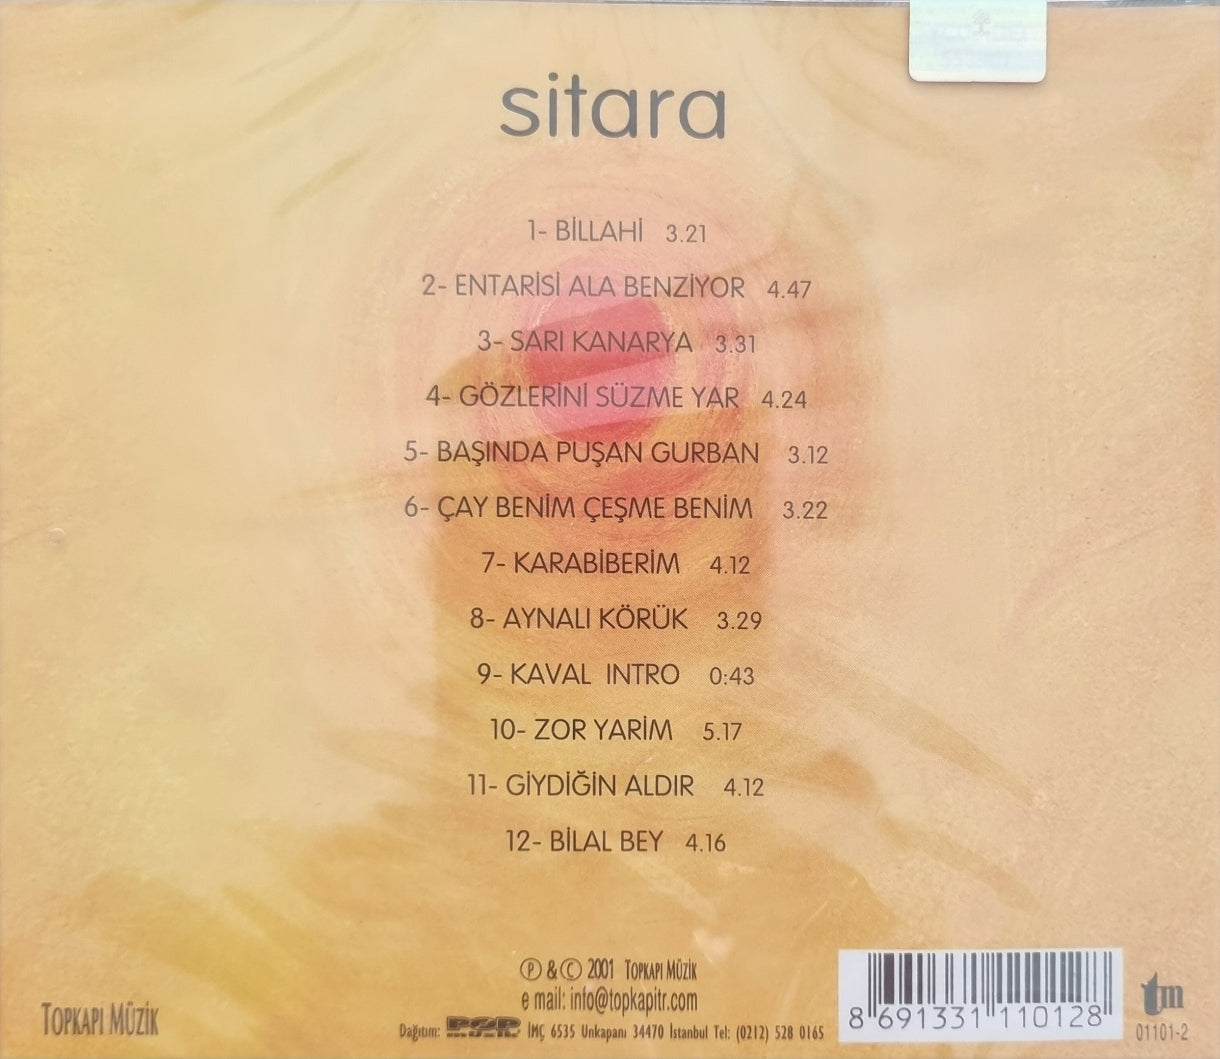 sitara
1- BİLLAHİ 3.21
2- ENTARİSİ ALA BENZİYOR 4.47
3- SARI KANARYA 3.31
4- GÖZLERİNİ SÜZME YAR 4.24
5- BAŞINDA PUŞAN GURBAN 3.12
6- ÇAY BENİM ÇEŞME BENİM 3.22
7- KARABİBERİM 4.12
8- AYNALI KÖRÜK 3.29
9- KAVAL INTRO 0:43
10- ZOR YARİM 5.17
11- GİYDİĞİN ALDIR 4.12
12- BİLAL BEY 4.16
Ⓟ & © 2001 TOPKAPI MÜZİK
e mail: info@topkapitr.com
Dağıtım: İMÇ 6535 Unkapanı 34470 İstanbul Tel: (0212) 528 0165
TOPKAPI MÜZİK
8 691331 110128
tm
01101-2